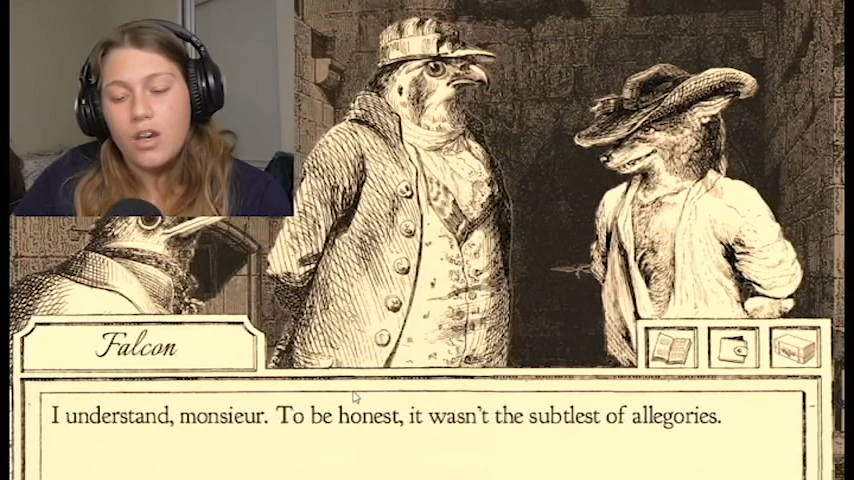 Falcon
I understand, monsieur. To be honest, it wasn't the subtlest of allegories.